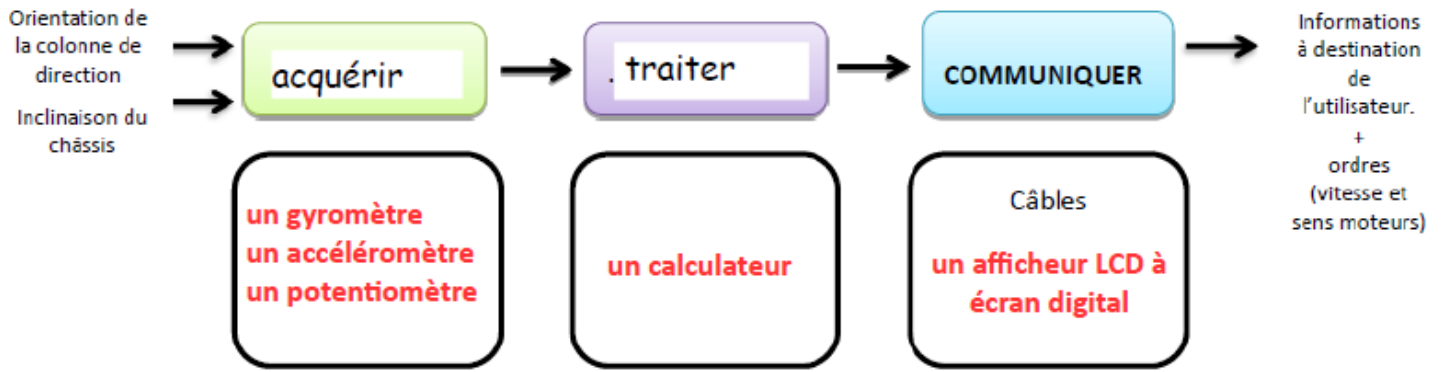 Orientation de
la colonne de
direction
Inclinaison du
châssis
acquérir
. traiter
COMMUNIQUER
Informations
à destination
de
l'utilisateur.
+
ordres
(vitesse et
sens moteurs)
un gyromètre
un accéléromètre
un potentiomètre
un calculateur
Câbles
un afficheur LCD à
écran digital